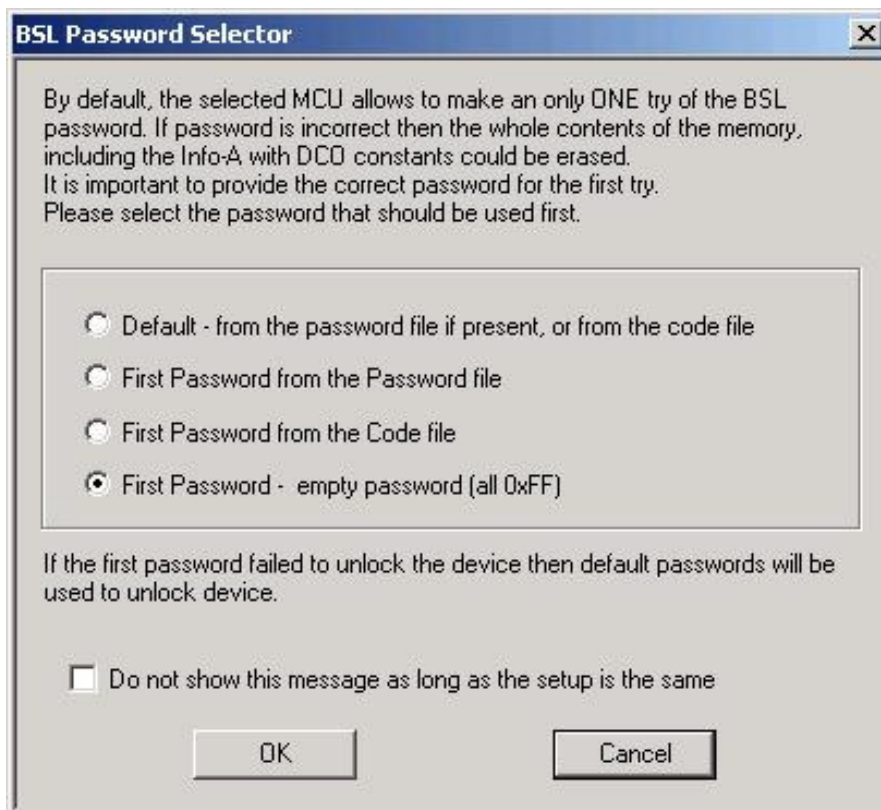 BSL Password Selector
By default, the selected MCU allows to make an only ONE try of the BSL
password. If password is incorrect then the whole contents of the memory,
including the Info-A with DCO constants could be erased.
It is important to provide the correct password for the first try.
Please select the password that should be used first.
Default - from the password file if present, or from the code file
First Password from the Password file
First Password from the Code file
First Password -  empty password (all 0xFF)
If the first password failed to unlock the device then default passwords will be
used to unlock device.
Do not show this message as long as the setup is the same
OK
Cancel